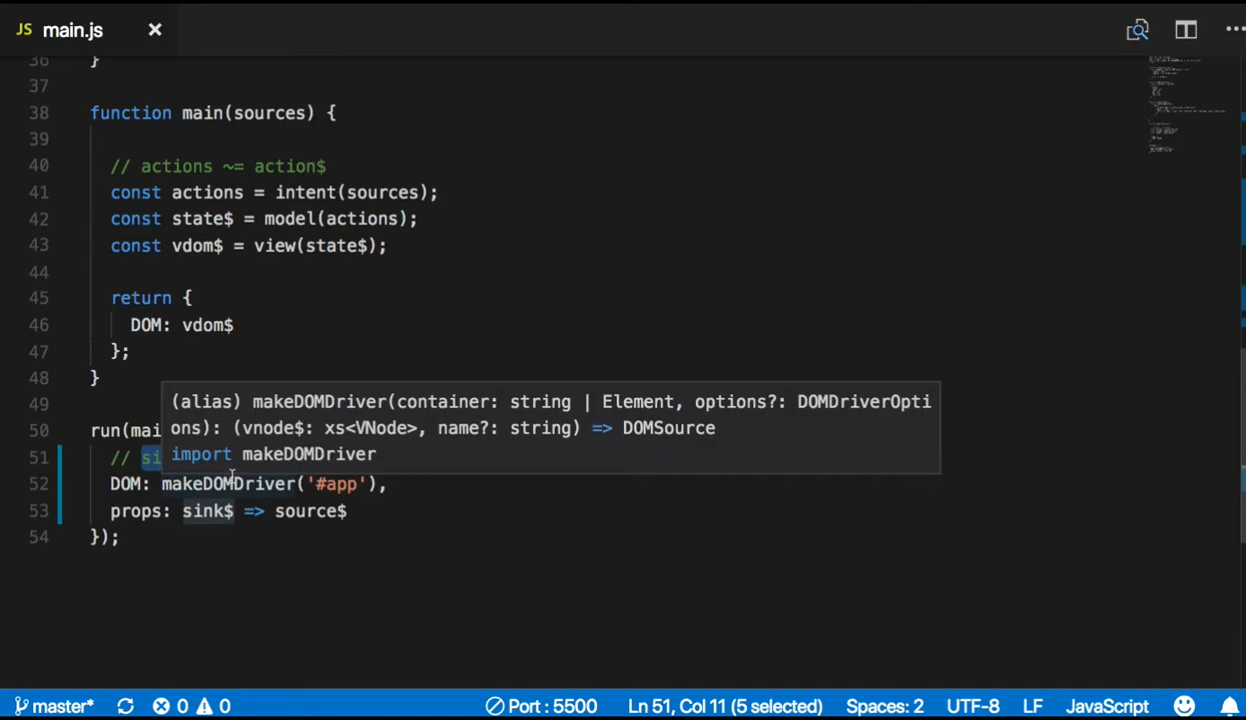 JS main.js
36 }
37
38 function main(sources) {
39
40 // actions ~= action$
41 const actions = intent(sources);
42 const state$ = model(actions);
43 const vdom$ = view(state$);
44
45 return {
46 DOM: vdom$
47 };
48 }
(alias) makeDOMDriver(container: string | Element, options?: DOMDriverOpti
49
ons): (vnode$: xs<VNode>, name?: string) => DOMSource
50 run(mai
import makeDOMDriver
51 // si
52 DOM: makeDOMDriver('#app'),
53 props: sink$ => source$
54 });
master* 0 0 Port : 5500 Ln 51, Col 11 (5 selected) Spaces: 2 UTF-8 LF JavaScript